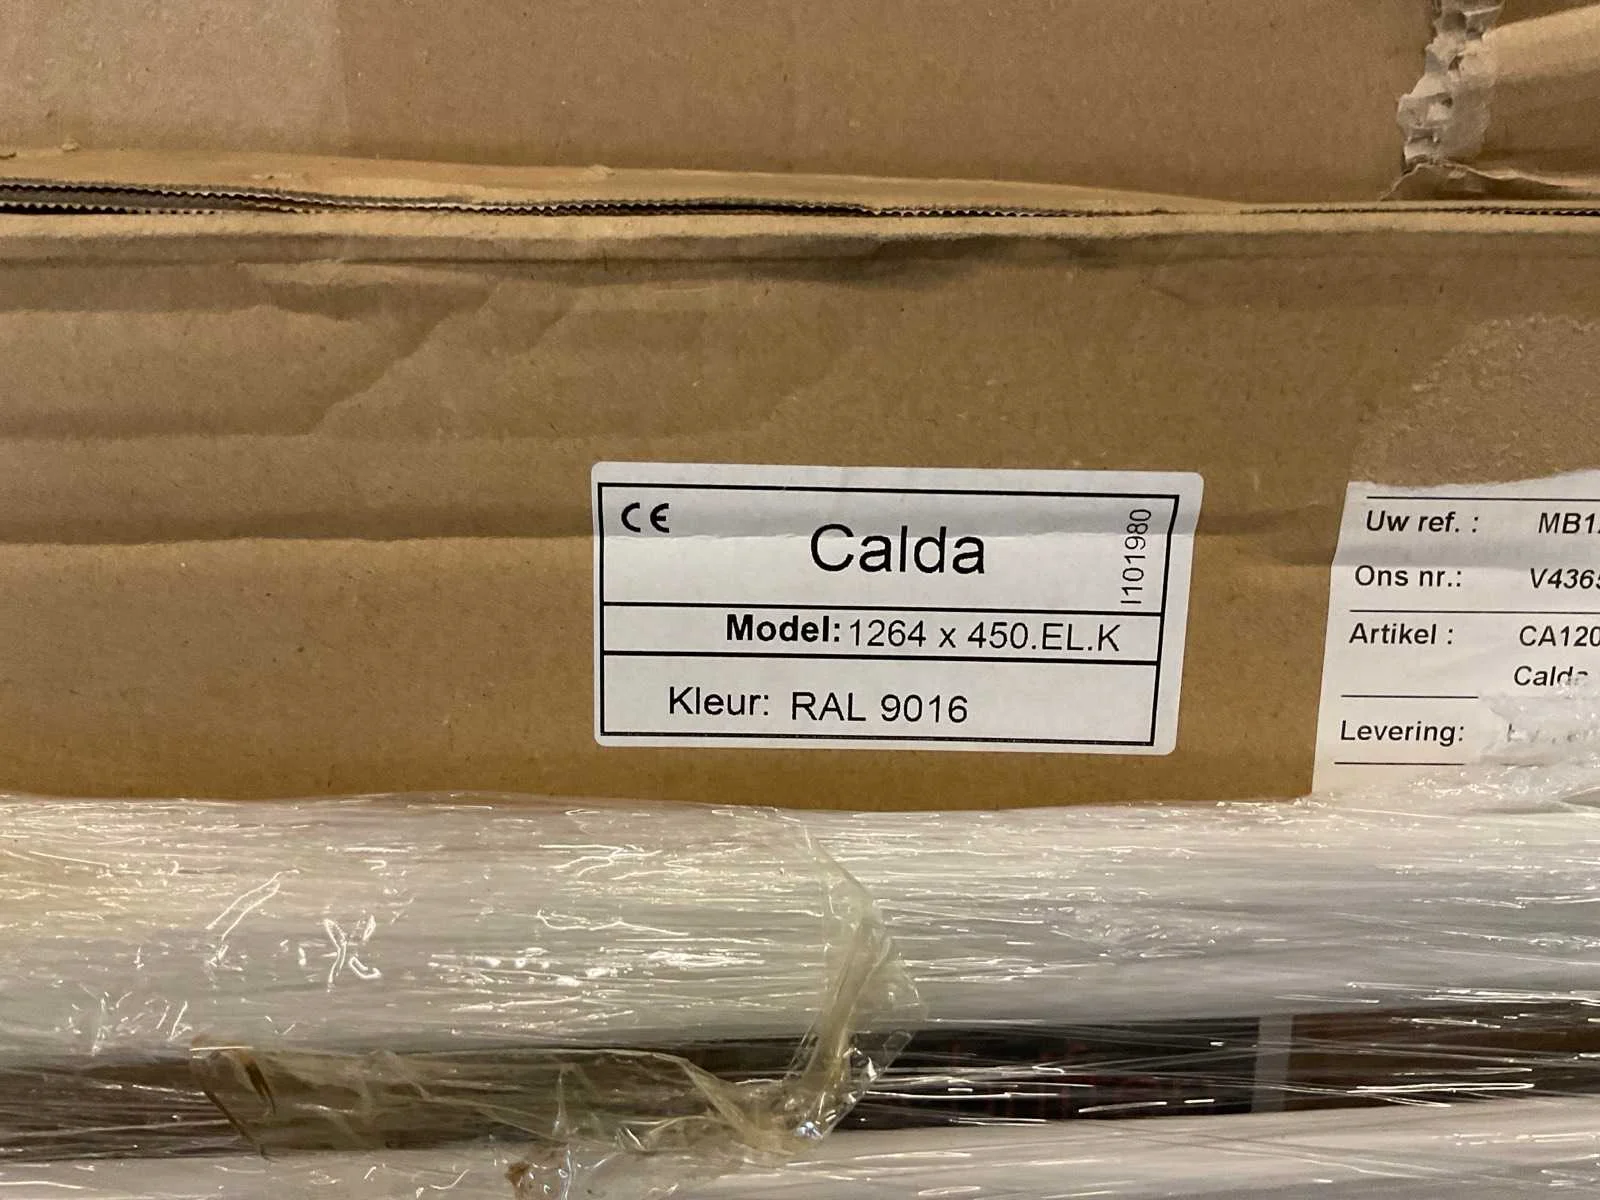 CE
Calda
I101980
Model: 1264 x 450.EL.K
Kleur: RAL 9016
Uw ref. : MB1
Ons nr.: V436
Artikel : CA120
Calda
Levering: